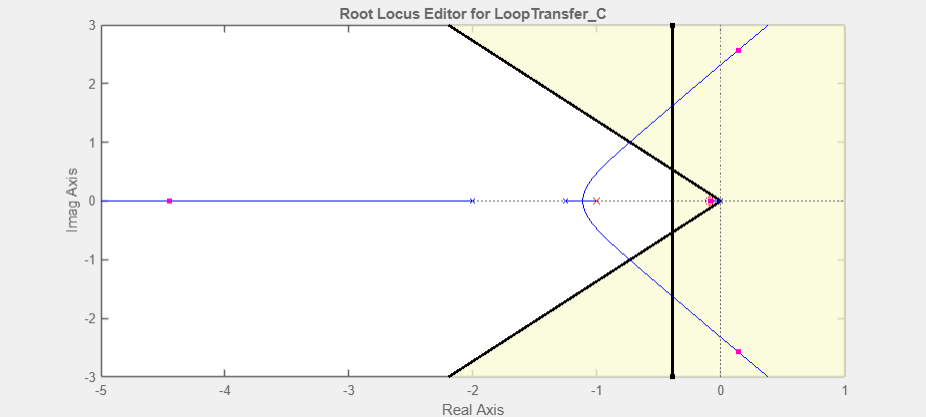 Root Locus Editor for LoopTransfer_C
3
2
1
0
-1
-2
-3
Imag Axis
-5 -4 -3 -2 -1 0 1
Real Axis